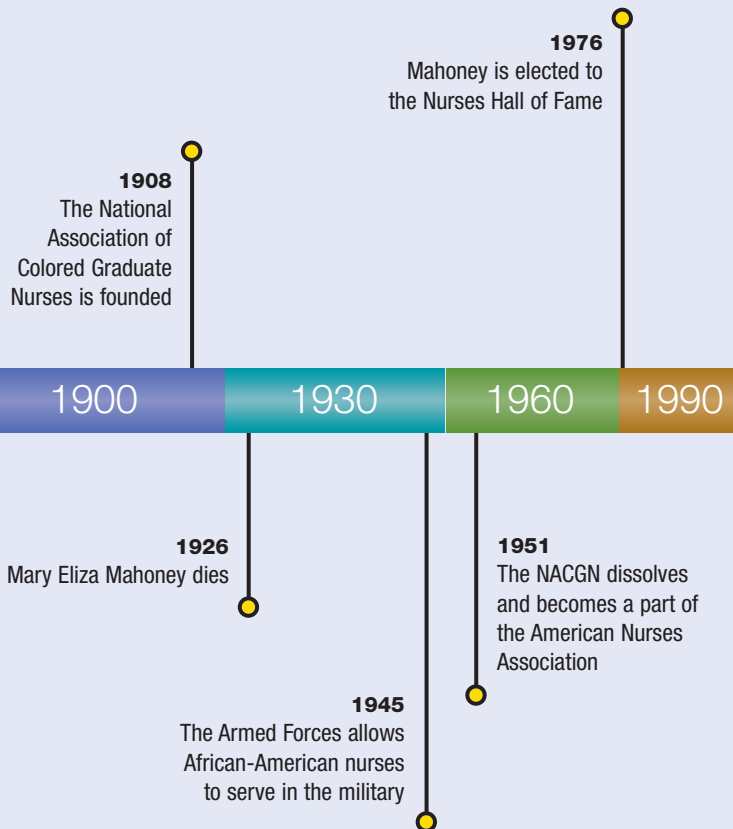 1976
Mahoney is elected to
the Nurses Hall of Fame
1908
The National
Association of
Colored Graduate
Nurses is founded
1900
1930
1960
1990
1926
Mary Eliza Mahoney dies
1951
The NACGN dissolves
and becomes a part of
the American Nurses
Association
1945
The Armed Forces allows
African-American nurses
to serve in the military